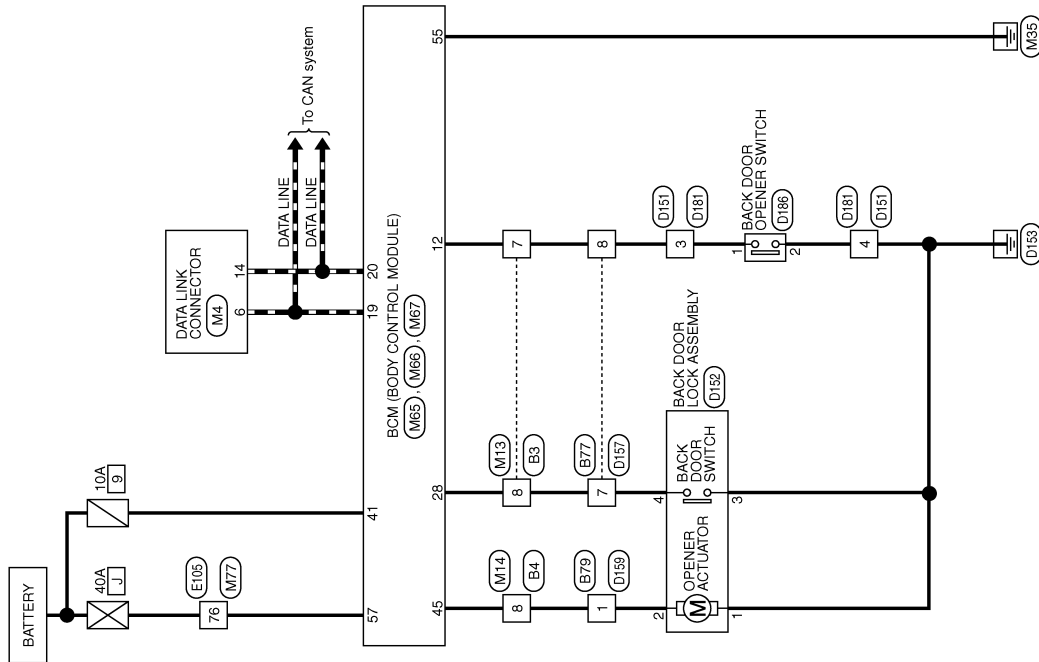 BATTERY
40A
J
10A
9
E105
76
M77
57
41
DATA LINK
CONNECTOR
M4
6
14
DATA LINE
DATA LINE
To CAN system
19
20
BCM (BODY CONTROL MODULE)
M65 , M66 , M67
45
28
12
55
M14
8
B4
M13
8
B3
7
B79
1
D159
B77
7
D157
8
D151
3
D181
2
M
OPENER
ACTUATOR
1
4
BACK
DOOR
SWITCH
3
BACK DOOR
LOCK ASSEMBLY
D152
1
2
BACK DOOR
OPENER SWITCH
D186
D181
4
D151
D153
M35